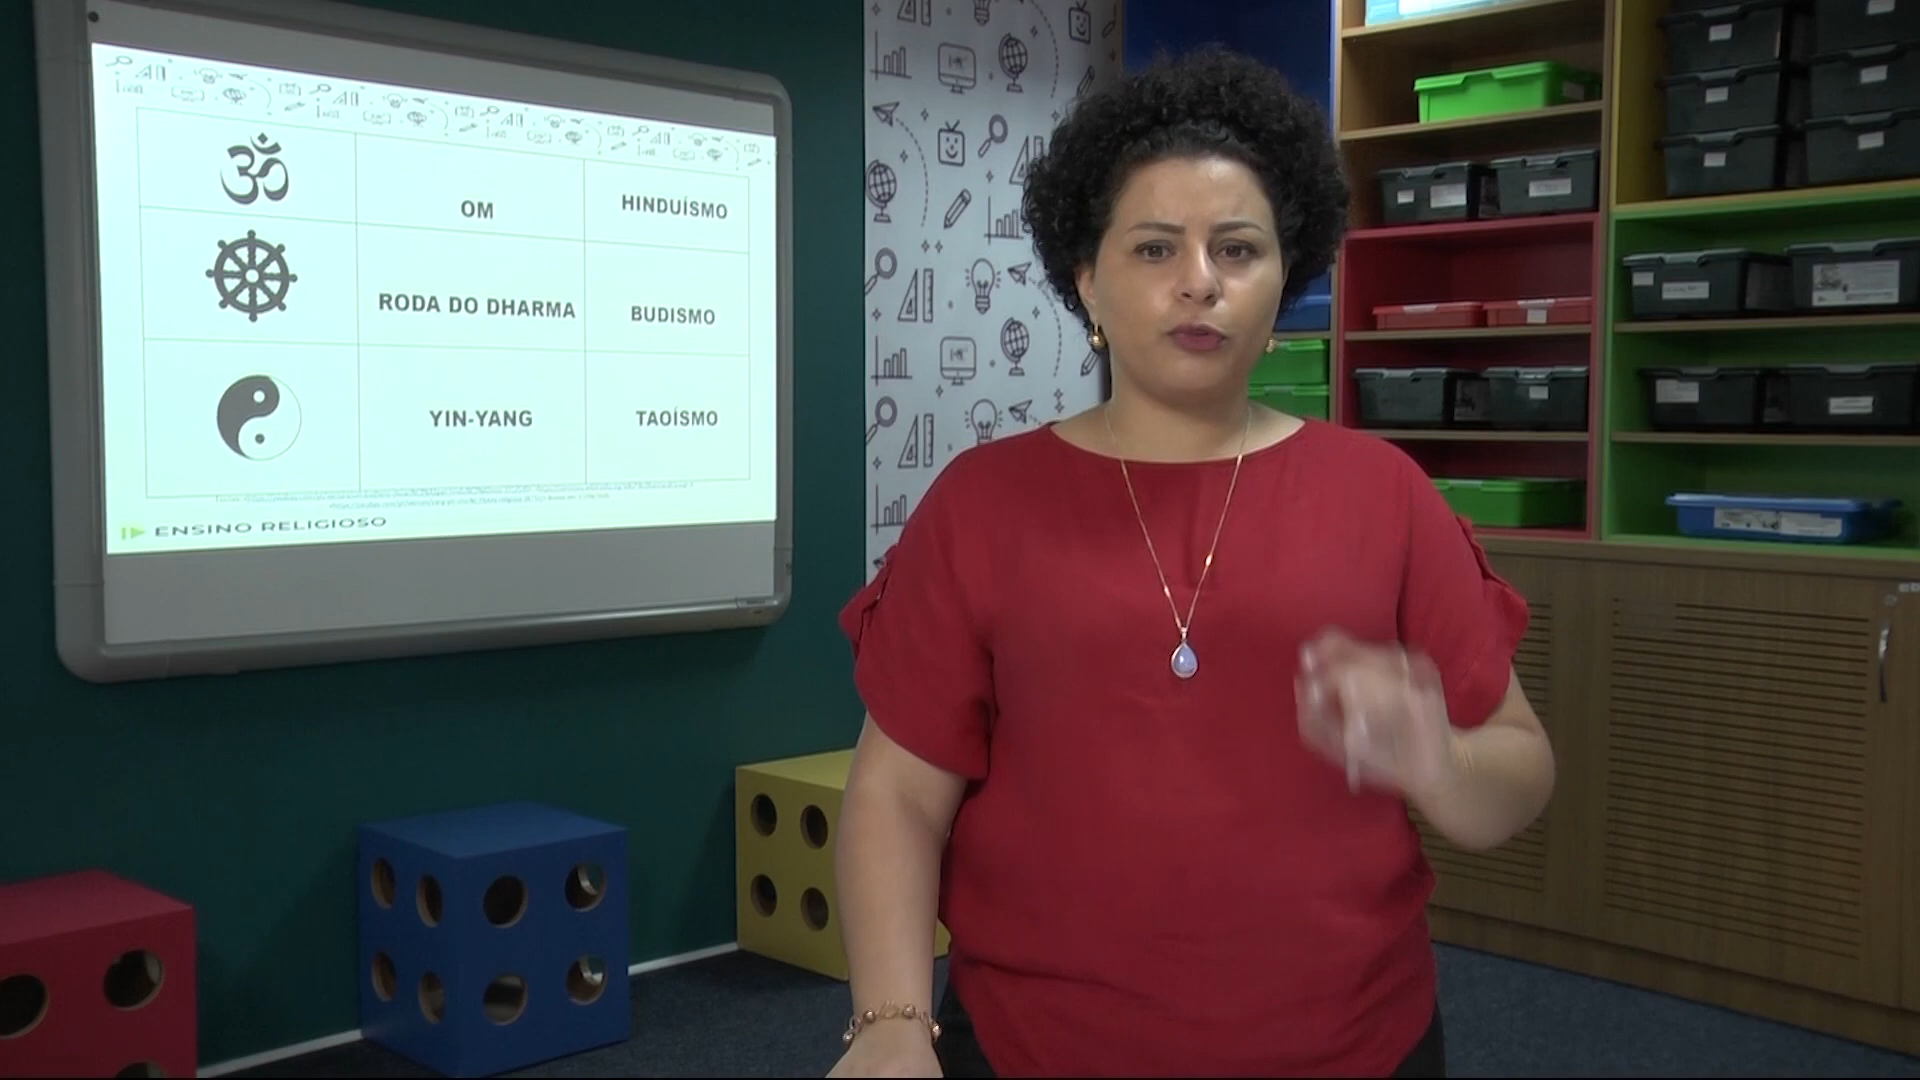 OM
HINDUÍSMO
RODA DO DHARMA
BUDISMO
YIN-YANG
TAOÍSMO
ENSINO RELIGIOSO